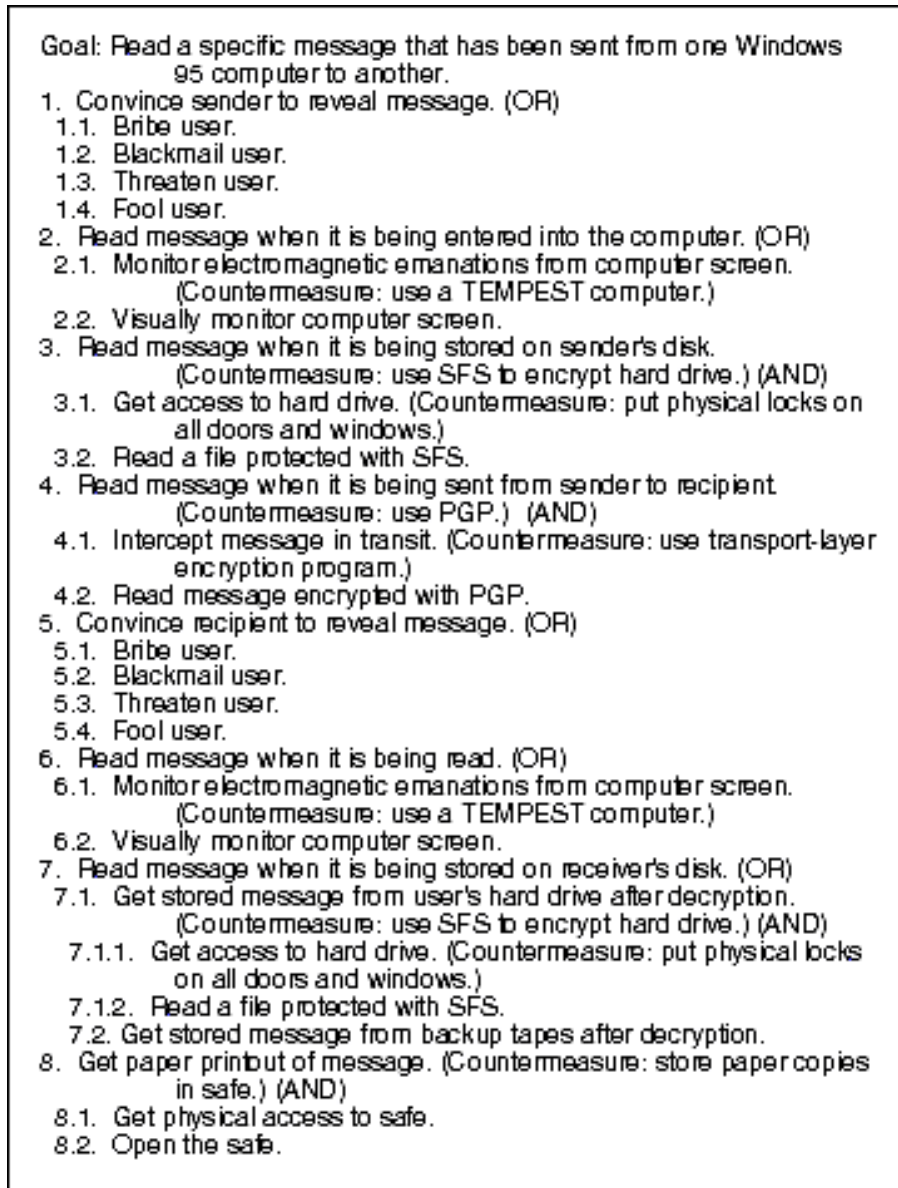 Goal: Read a specific message that has been sent from one Windows
95 computer to another.
1. Convince sender to reveal message. (OR)
1.1. Bribe user.
1.2. Blackmail user.
1.3. Threaten user.
1.4. Fool user.
2. Read message when it is being entered into the computer. (OR)
2.1. Monitor electromagnetic emanations from computer screen.
(Countermeasure: use a TEMPEST computer.)
2.2. Visually monitor computer screen.
3. Read message when it is being stored on sender's disk.
(Countermeasure: use SFS to encrypt hard drive.) (AND)
3.1. Get access to hard drive. (Countermeasure: put physical locks on
all doors and windows.)
3.2. Read a file protected with SFS.
4. Read message when it is being sent from sender to recipient.
(Countermeasure: use PGP.) (AND)
4.1. Intercept message in transit. (Countermeasure: use transport-layer
encryption program.)
4.2. Read message encrypted with PGP.
5. Convince recipient to reveal message. (OR)
5.1. Bribe user.
5.2. Blackmail user.
5.3. Threaten user.
5.4. Fool user.
6. Read message when it is being read. (OR)
6.1. Monitor electromagnetic emanations from computer screen.
(Countermeasure: use a TEMPEST computer.)
6.2. Visually monitor computer screen.
7. Read message when it is being stored on receiver's disk. (OR)
7.1. Get stored message from user's hard drive after decryption.
(Countermeasure: use SFS to encrypt hard drive.) (AND)
7.1.1. Get access to hard drive. (Countermeasure: put physical locks
on all doors and windows.)
7.1.2. Read a file protected with SFS.
7.2. Get stored message from backup tapes after decryption.
8. Get paper printout of message. (Countermeasure: store paper copies
in safe.) (AND)
8.1. Get physical access to safe.
8.2. Open the safe.